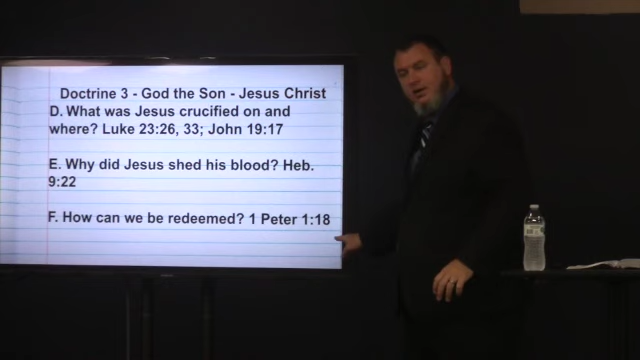 Doctrine 3 - God the Son - Jesus Christ
D. What was Jesus crucified on and
where? Luke 23:26, 33; John 19:17
E. Why did Jesus shed his blood? Heb.
9:22
F. How can we be redeemed? 1 Peter 1:18